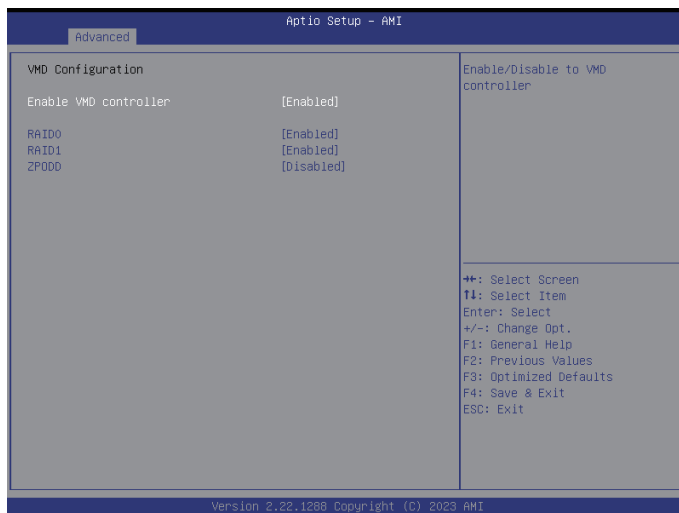 Aptio Setup – AMI
Advanced
VMD Configuration
Enable VMD controller [Enabled]
RAID0 [Enabled]
RAID1 [Enabled]
ZPODD [Disabled]
Enable/Disable to VMD
controller
→←: Select Screen
↑↓: Select Item
Enter: Select
+/-: Change Opt.
F1: General Help
F2: Previous Values
F3: Optimized Defaults
F4: Save & Exit
ESC: Exit
Version 2.22.1288 Copyright (C) 2023 AMI